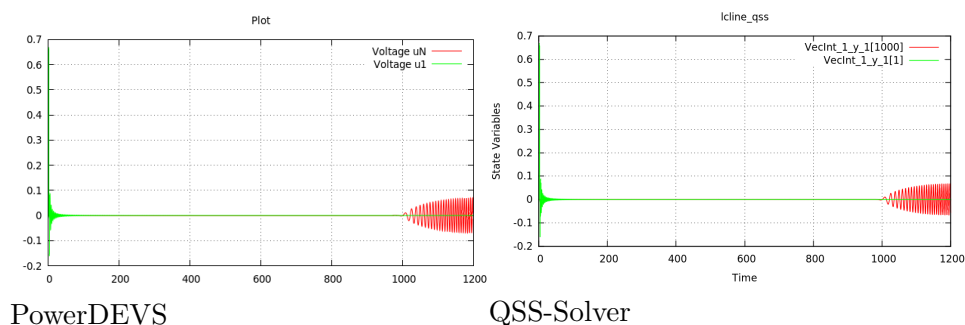 Plot
0.7
0.6
0.5
0.4
0.3
0.2
0.1
0
-0.1
-0.2
0 200 400 600 800 1000 1200
Voltage uN
Voltage u1
PowerDEVS
lcline_qss
State Variables
0.7
0.6
0.5
0.4
0.3
0.2
0.1
0
-0.1
-0.2
0 200 400 600 800 1000 1200
Time
VecInt_1_y_1[1000]
VecInt_1_y_1[1]
QSS-Solver